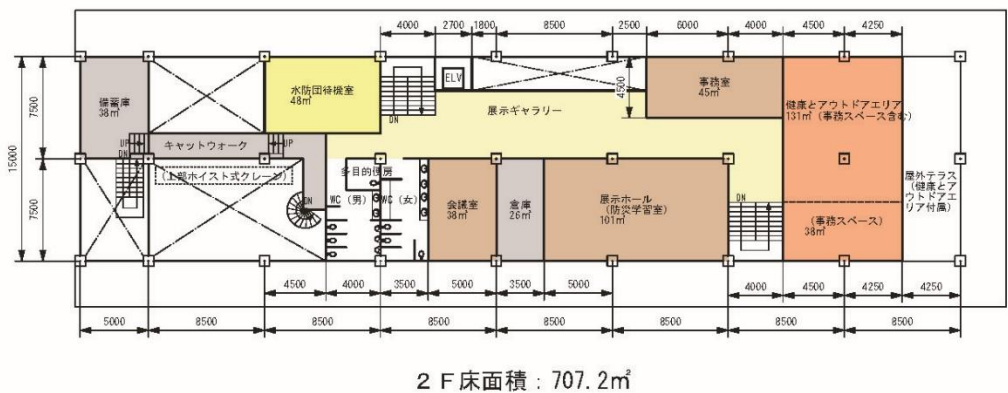 4000 2700 1800 8500 2500 6000 4000 4500 4250
15000
7500
7500
備蓄庫
38㎡
水防団待機室
48㎡
DN
ELV
4500
事務室
45㎡
展示ギャラリー
健康とアウトドアエリア
131㎡(事務スペース含む)
UP
DN
キャットウォーク
UP
(上部ホイスト式クレーン)
DN
多目的便房
WC(男)
WC(女)
会議室
38㎡
倉庫
26㎡
展示ホール
(防災学習室)
101㎡
DN
(事務スペース)
38㎡
屋外テラス
(健康とア
ウトドアエ
リア付属)
4500 4000 3500 5000 3500 5000 4000 4500 4250 4250
5000 8500 8500 8500 8500 8500 8500 8500
2F床面積:707.2㎡